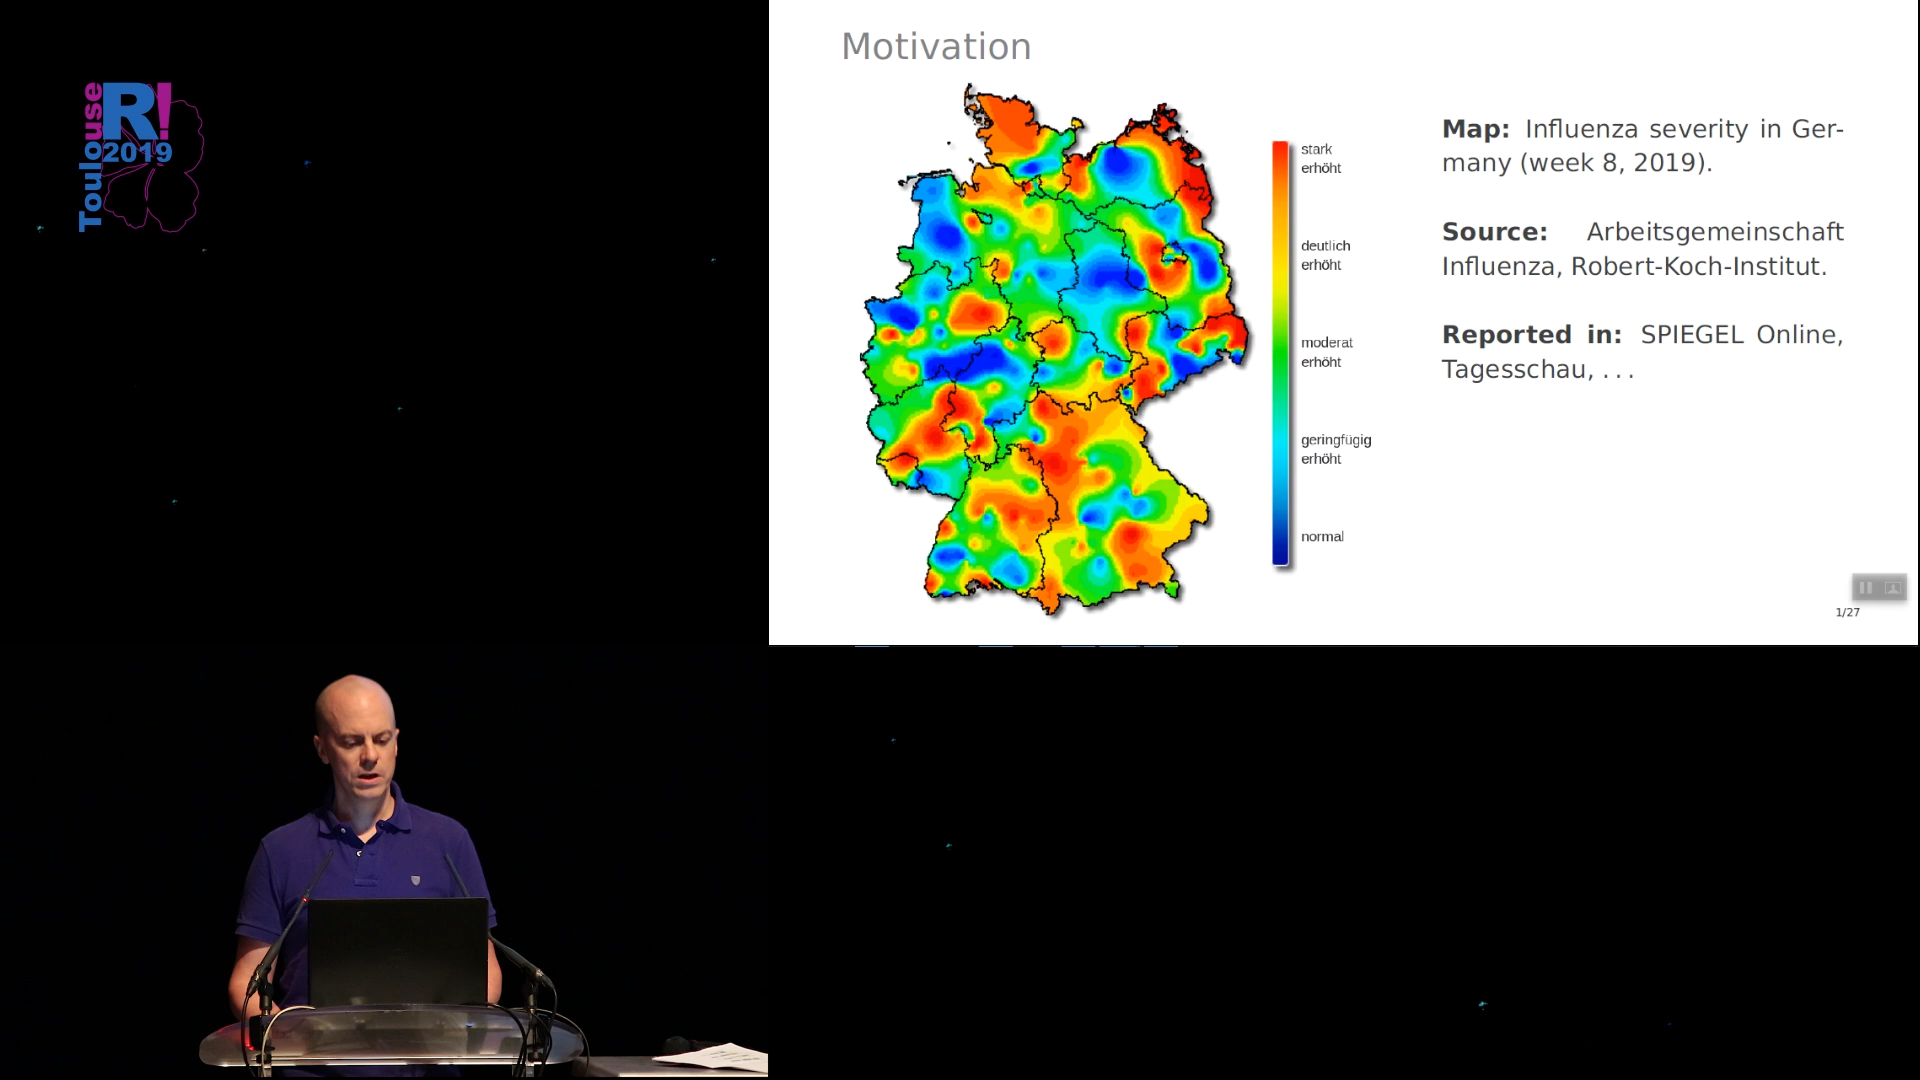 Toulouse
R!
2019
Motivation
stark
erhöht
deutlich
erhöht
moderat
erhöht
geringfügig
erhöht
normal
Map: Influenza severity in Ger-
many (week 8, 2019).
Source: Arbeitsgemeinschaft
Influenza, Robert-Koch-Institut.
Reported in: SPIEGEL Online,
Tagesschau, . . .
1/27